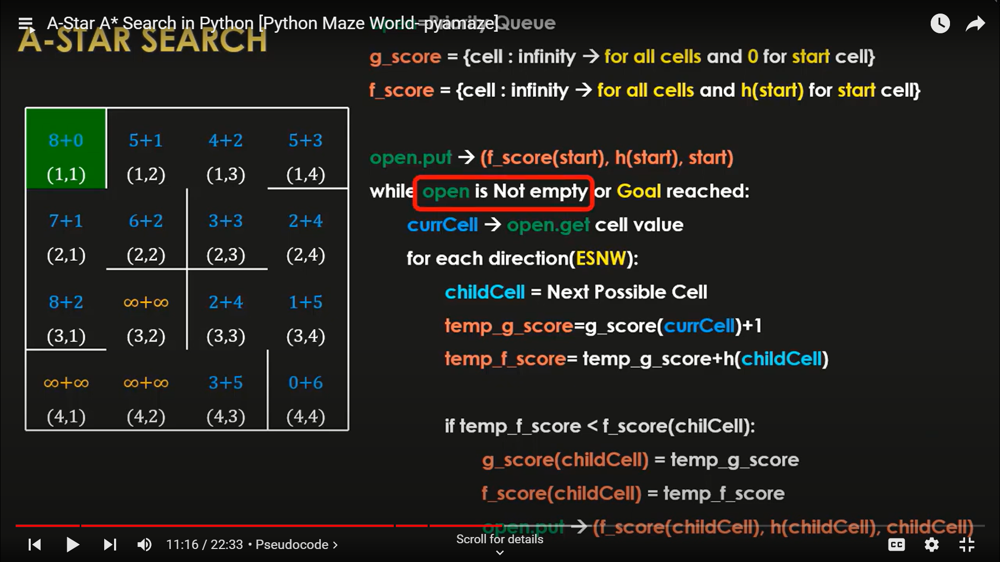 A-Star A* Search in Python [Python Maze World- pyamaze]
open=Priority Queue
A-STAR SEARCH
g_score = {cell : infinity → for all cells and 0 for start cell}
f_score = {cell : infinity → for all cells and h(start) for start cell}
8+0 5+1 4+2 5+3
(1,1) (1,2) (1,3) (1,4)
7+1 6+2 3+3 2+4
(2,1) (2,2) (2,3) (2,4)
8+2 ∞+∞ 2+4 1+5
(3,1) (3,2) (3,3) (3,4)
∞+∞ ∞+∞ 3+5 0+6
(4,1) (4,2) (4,3) (4,4)
open.put → (f_score(start), h(start), start)
while open is Not empty or Goal reached:
currCell → open.get cell value
for each direction(ESNW):
childCell = Next Possible Cell
temp_g_score=g_score(currCell)+1
temp_f_score= temp_g_score+h(childCell)
if temp_f_score < f_score(chilCell):
g_score(childCell) = temp_g_score
f_score(childCell) = temp_f_score
open.put → (f_score(childCell), h(childCell), childCell)
11:16 / 22:33 • Pseudocode >
Scroll for details
CC